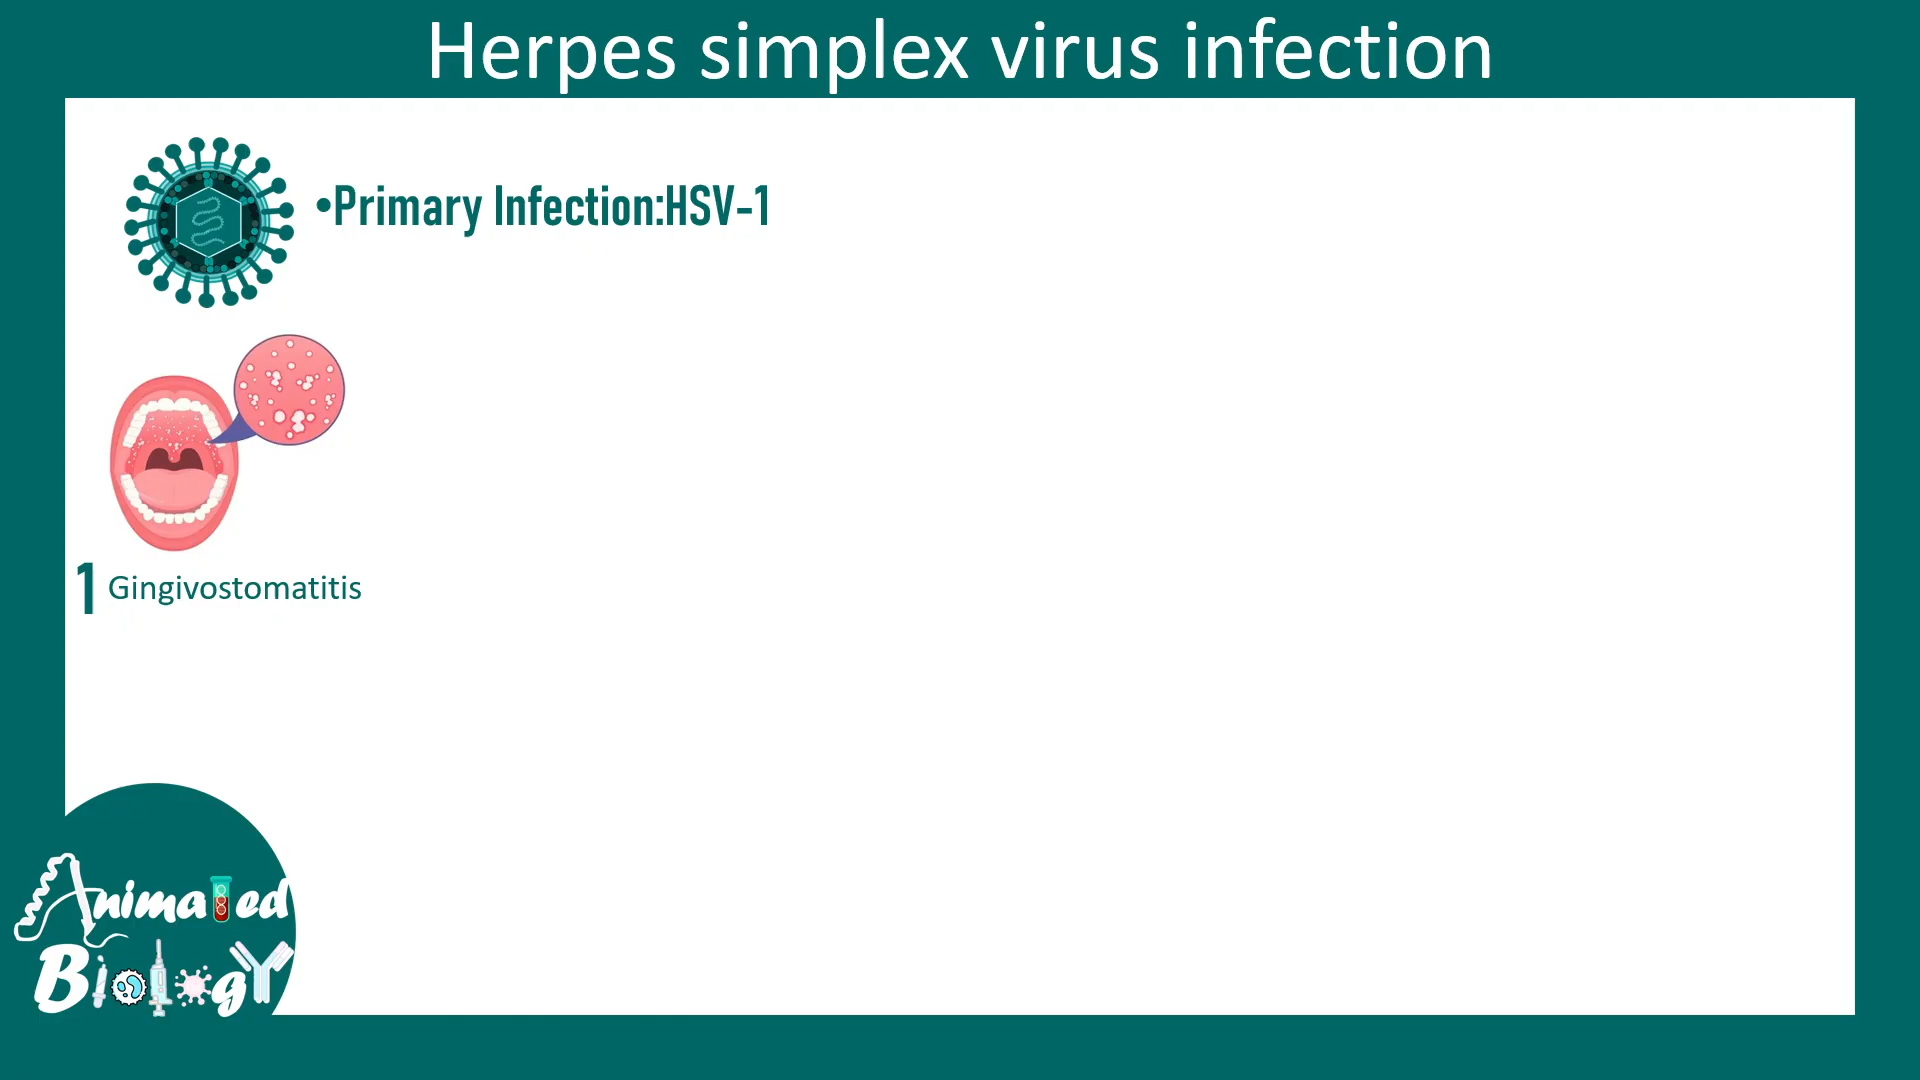 Herpes simplex virus infection
•Primary Infection:HSV-1
1 Gingivostomatitis
Animated
Biology